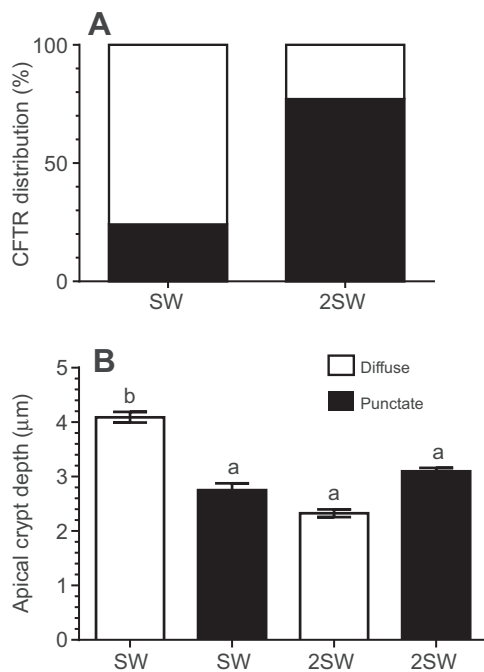 A
CFTR distribution (%)
100
50
0
SW 2SW
B
Apical crypt depth (μm)
5
4
3
2
1
0
Diffuse
Punctate
b
a
a
a
SW SW 2SW 2SW